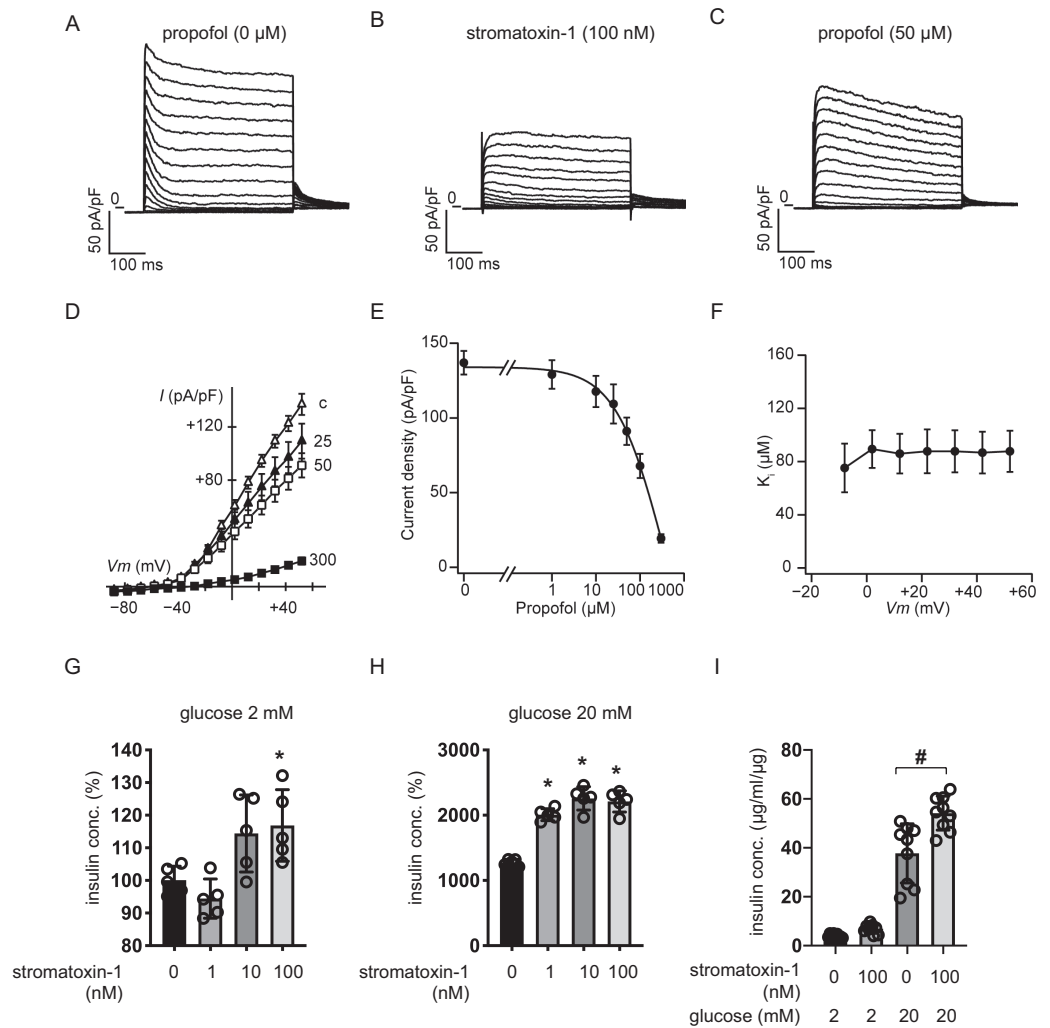 A
propofol (0 µM)
0
50 pA/pF
100 ms
B
stromatoxin-1 (100 nM)
0
50 pA/pF
100 ms
C
propofol (50 µM)
0
50 pA/pF
100 ms
D
I (pA/pF)
+120
+80
c
25
50
300
Vm (mV)
−80
−40
+40
E
Current density (pA/pF)
150
100
50
0
0
1
10
100
1000
Propofol (µM)
F
Ki (µM)
160
120
80
40
0
−20
0
+20
+40
+60
Vm (mV)
G
glucose 2 mM
insulin conc. (%)
140
130
120
110
100
90
80
*
stromatoxin-1
(nM)
0
1
10
100
H
glucose 20 mM
insulin conc. (%)
3000
2000
1000
0
*
*
*
stromatoxin-1
(nM)
0
1
10
100
I
insulin conc. (µg/ml/µg)
80
60
40
20
0
#
stromatoxin-1
(nM)
0
100
0
100
glucose (mM)
2
2
20
20